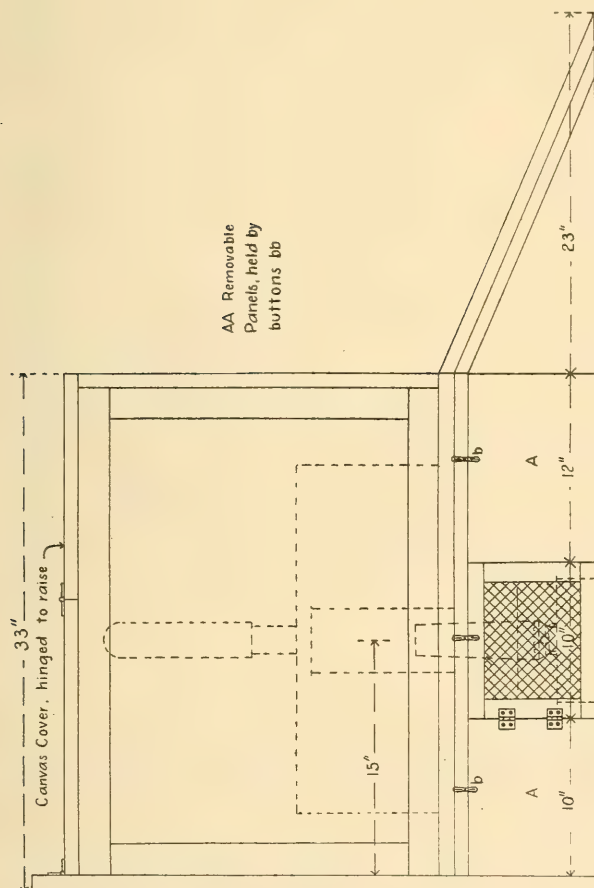 33"
Canvas Cover, hinged to raise
AA Removable
Panels, held by
buttons bb
15"
b
b
b
A
A
10"
10"
12"
23"